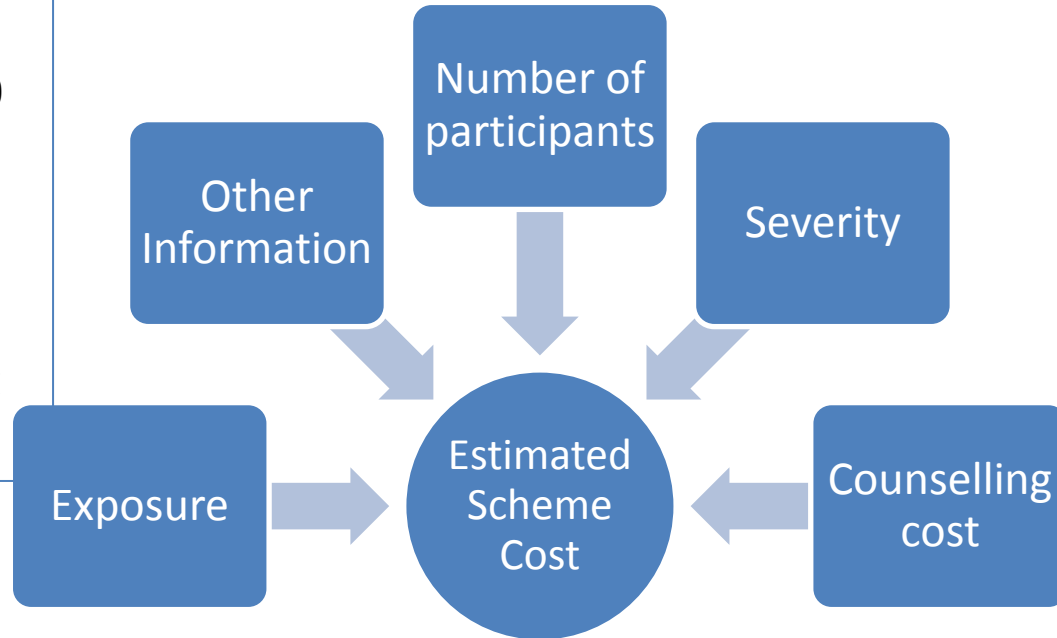 )
Number of
participants
Other
Information
Severity
Exposure
Estimated
Scheme
Cost
Counselling
cost